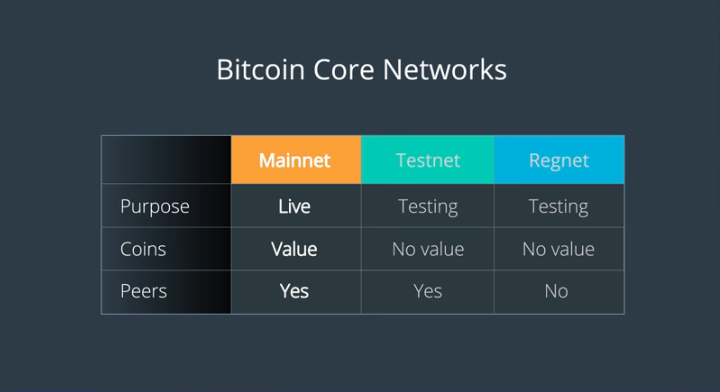 Bitcoin Core Networks
Mainnet Testnet Regnet
Purpose Live Testing Testing
Coins Value No value No value
Peers Yes Yes No